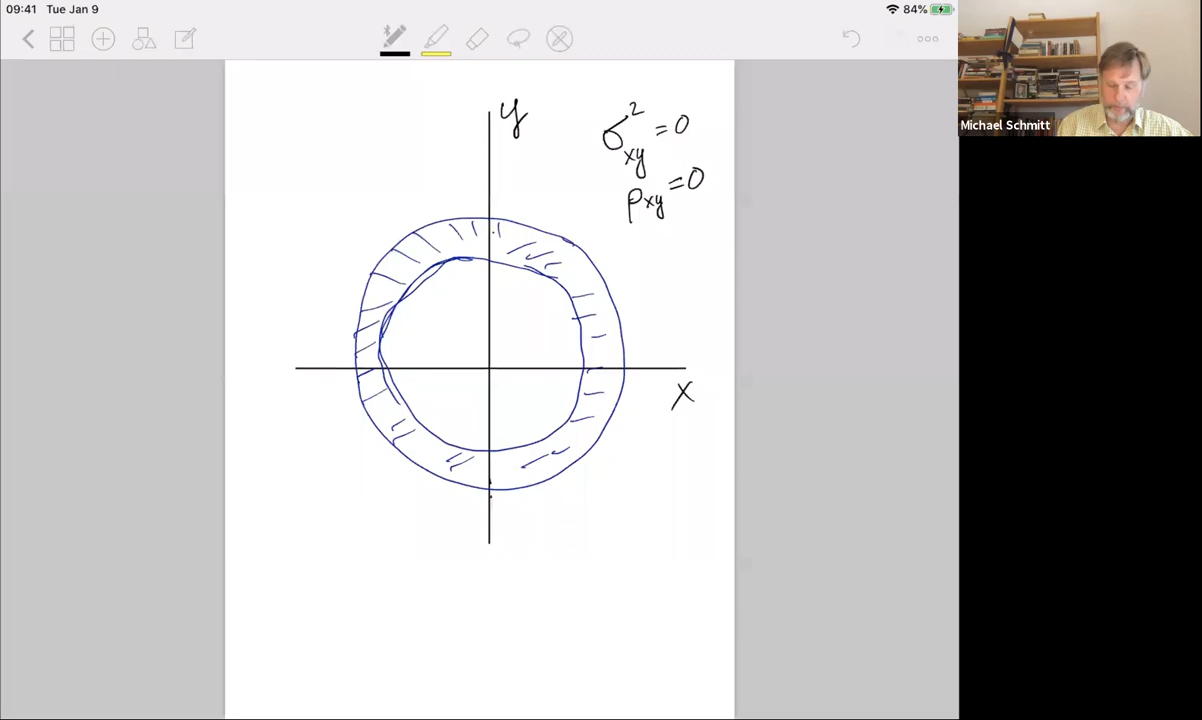 09:41 Tue Jan 9
84%
Michael Schmitt
y
σ²xy = 0
ρxy = 0
x